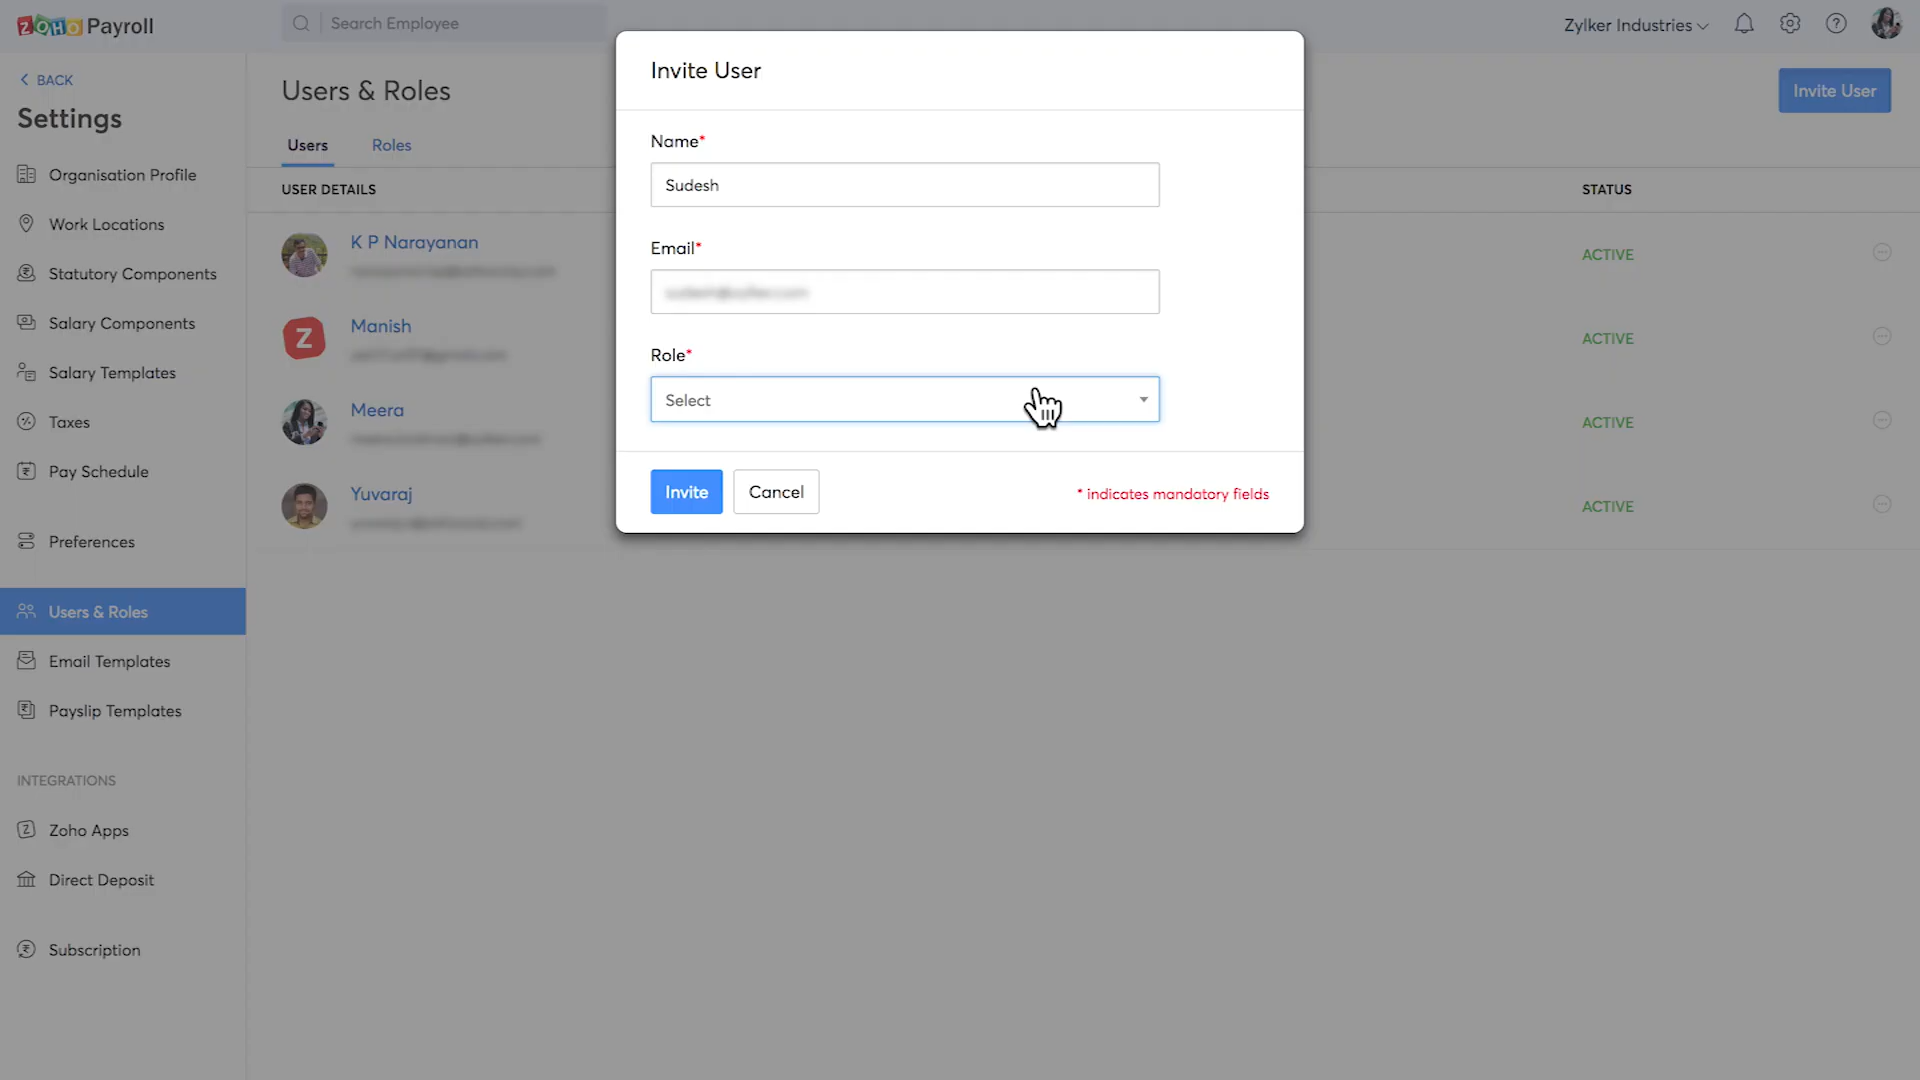 ZOHO Payroll
Search Employee
Zylker Industries
BACK
Settings
Organisation Profile
Work Locations
Statutory Components
Salary Components
Salary Templates
Taxes
Pay Schedule
Preferences
Users & Roles
Email Templates
Payslip Templates
INTEGRATIONS
Zoho Apps
Direct Deposit
Subscription
Users & Roles
Invite User
Users Roles
USER DETAILS STATUS
K P Narayanan
ACTIVE
Z
Manish
ACTIVE
Meera
ACTIVE
Yuvaraj
ACTIVE
Invite User
Name*
Sudesh
Email*
Role*
Select
Invite Cancel
* indicates mandatory fields